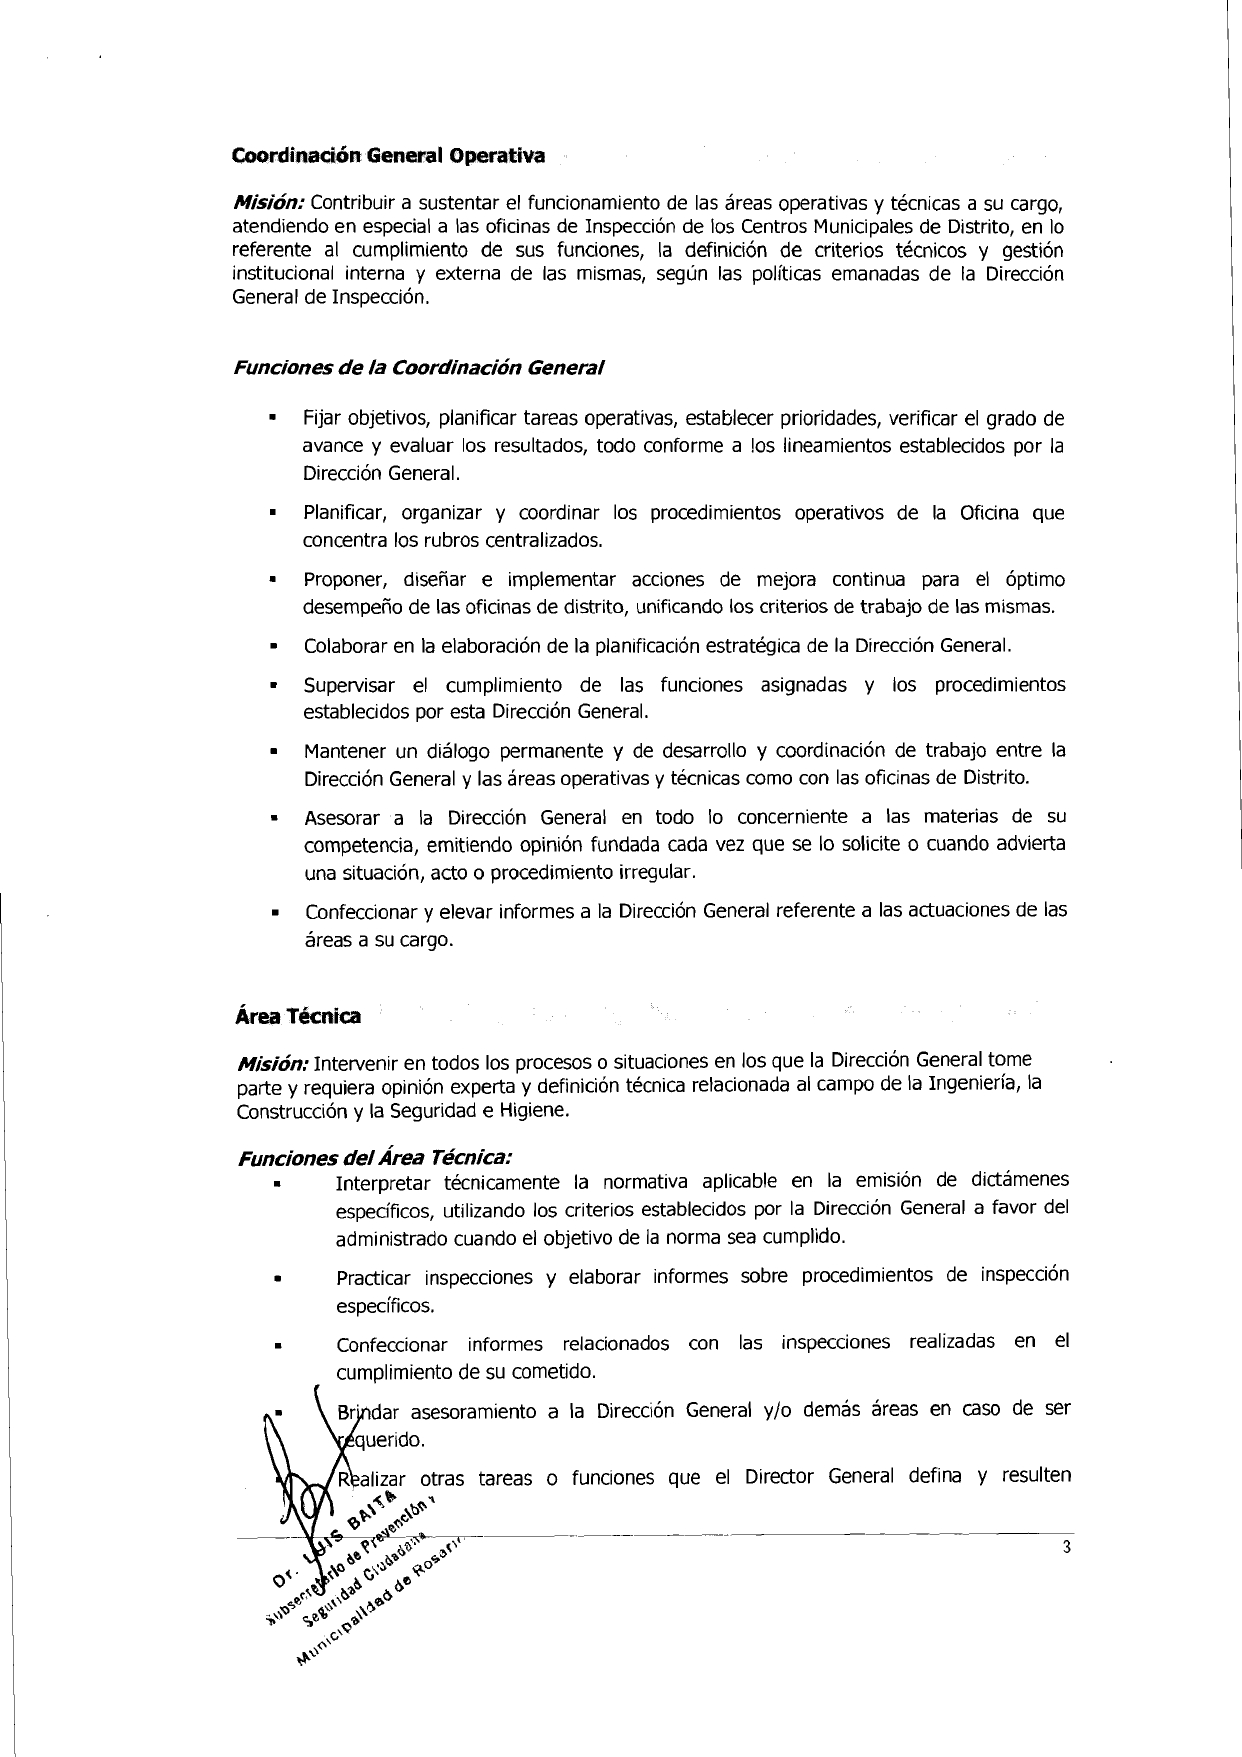 Coordinación General Operativa
Misión: Contribuir a sustentar el funcionamiento de las áreas operativas y técnicas a su cargo,
atendiendo en especial a las oficinas de Inspección de los Centros Municipales de Distrito, en lo
referente al cumplimiento de sus funciones, la definición de criterios técnicos y gestión
institucional interna y externa de las mismas, según las políticas emanadas de la Dirección
General de Inspección.
Funciones de la Coordinación General
▪ Fijar objetivos, planificar tareas operativas, establecer prioridades, verificar el grado de
avance y evaluar los resultados, todo conforme a los lineamientos establecidos por la
Dirección General.
▪ Planificar, organizar y coordinar los procedimientos operativos de la Oficina que
concentra los rubros centralizados.
▪ Proponer, diseñar e implementar acciones de mejora continua para el óptimo
desempeño de las oficinas de distrito, unificando los criterios de trabajo de las mismas.
▪ Colaborar en la elaboración de la planificación estratégica de la Dirección General.
▪ Supervisar el cumplimiento de las funciones asignadas y los procedimientos
establecidos por esta Dirección General.
▪ Mantener un diálogo permanente y de desarrollo y coordinación de trabajo entre la
Dirección General y las áreas operativas y técnicas como con las oficinas de Distrito.
▪ Asesorar a la Dirección General en todo lo concerniente a las materias de su
competencia, emitiendo opinión fundada cada vez que se lo solicite o cuando advierta
una situación, acto o procedimiento irregular.
▪ Confeccionar y elevar informes a la Dirección General referente a las actuaciones de las
áreas a su cargo.
Área Técnica
Misión: Intervenir en todos los procesos o situaciones en los que la Dirección General tome
parte y requiera opinión experta y definición técnica relacionada al campo de la Ingeniería, la
Construcción y la Seguridad e Higiene.
Funciones del Área Técnica:
▪ Interpretar técnicamente la normativa aplicable en la emisión de dictámenes
específicos, utilizando los criterios establecidos por la Dirección General a favor del
administrado cuando el objetivo de la norma sea cumplido.
▪ Practicar inspecciones y elaborar informes sobre procedimientos de inspección
específicos.
▪ Confeccionar informes relacionados con las inspecciones realizadas en el
cumplimiento de su cometido.
▪ Brindar asesoramiento a la Dirección General y/o demás áreas en caso de ser
requerido.
▪ Realizar otras tareas o funciones que el Director General defina y resulten
3
Dr. LUIS BAITA
Subsecretario de Prevención y
Seguridad Ciudadana
Municipalidad de Rosario